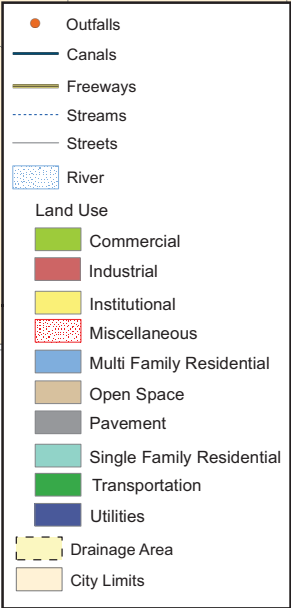 Outfalls
Canals
Freeways
Streams
Streets
River
Land Use
Commercial
Industrial
Institutional
Miscellaneous
Multi Family Residential
Open Space
Pavement
Single Family Residential
Transportation
Utilities
Drainage Area
City Limits